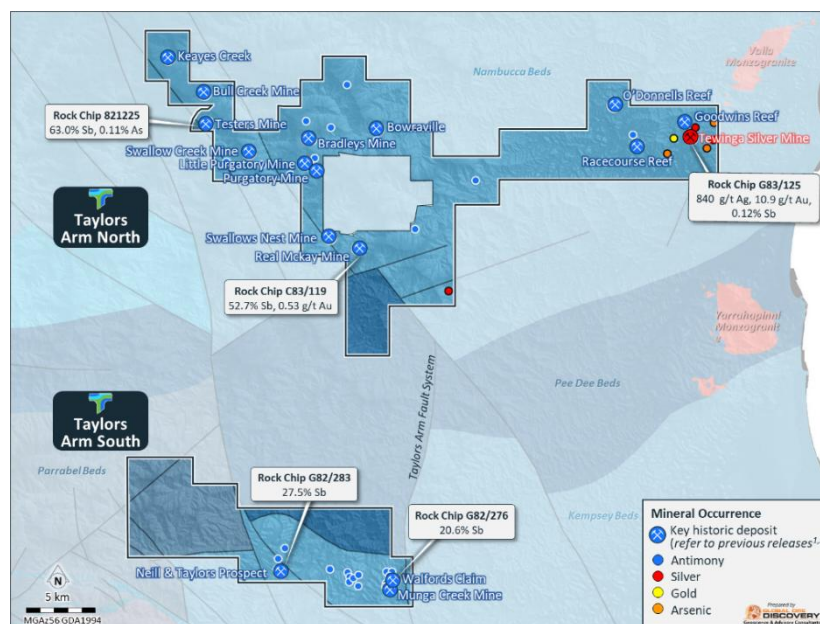 Keayes Creek
Nambucca Beds
Valla
Monzogranite
Bull Creek Mine
O'Donnells Reef
Rock Chip 821225
63.0% Sb, 0.11% As
Testers Mine
Bowraville
Goodwins Reef
Tewinga Silver Mine
Bradleys Mine
Swallow Creek Mine
Racecourse Reef
Little Purgatory Mine
Purgatory Mine
Rock Chip G83/125
840 g/t Ag, 10.9 g/t Au,
0.12% Sb
Taylors
Arm North
Swallows Nest Mine
Real Mckay Mine
Rock Chip C83/119
52.7% Sb, 0.53 g/t Au
Yarrahapinni
Monzogranit
Pee Dee Beds
Taylors Arm Fault System
Taylors
Arm South
Parrabel Beds
Rock Chip G82/283
27.5% Sb
Rock Chip G82/276
20.6% Sb
Kempsey Beds
Mineral Occurrence
Key historic deposit
(refer to previous releases¹·
Antimony
Silver
Gold
Arsenic
Neill & Taylors Prospect
Walfords Claim
Munga Creek Mine
N
5 km
MGAz56 GDA1994
Prepared by
GLOBAL ORE
DISCOVERY